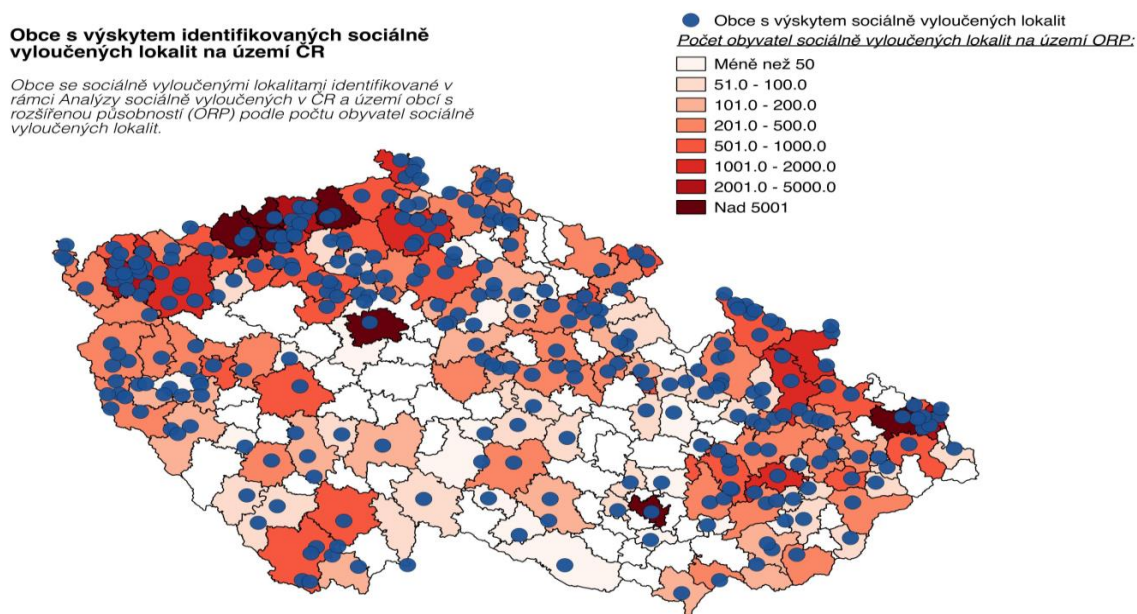 Obce s výskytem identifikovaných sociálně
vyloučených lokalit na území ČR
Obce se sociálně vyloučenými lokalitami identifikované v
rámci Analýzy sociálně vyloučených v ČR a území obcí s
rozšířenou působností (ORP) podle počtu obyvatel sociálně
vyloučených lokalit.
Obce s výskytem sociálně vyloučených lokalit
Počet obyvatel sociálně vyloučených lokalit na území ORP:
Méně než 50
51.0 - 100.0
101.0 - 200.0
201.0 - 500.0
501.0 - 1000.0
1001.0 - 2000.0
2001.0 - 5000.0
Nad 5001